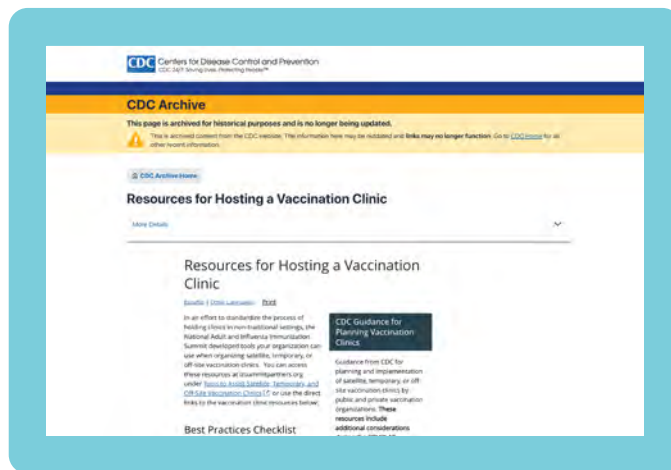 CDC Centers for Disease Control and Prevention
CDC 24/7: Saving Lives, Protecting People™
CDC Archive
This page is archived for historical purposes and is no longer being updated.
This is archived content from the CDC website. The information here may be outdated and links may no longer function. Go to CDC Home for all
other recent information.
CDC Archive Home
Resources for Hosting a Vaccination Clinic
More Details
Resources for Hosting a Vaccination
Clinic
Español | Other Languages Print
In an effort to standardize the process of
holding clinics in non-traditional settings, the
National Adult and Influenza Immunization
Summit developed tools your organization can
use when organizing satellite, temporary, or
off-site vaccination clinics. You can access
these resources at izsummitpartners.org
under Tools to Assist Satellite, Temporary, and
Off-Site Vaccination Clinics or use the direct
links to the vaccination clinic resources below:
Best Practices Checklist
CDC Guidance for
Planning Vaccination
Clinics
Guidance from CDC for
planning and implementation
of satellite, temporary, or off-
site vaccination clinics by
public and private vaccination
organizations. These
resources include
additional considerations